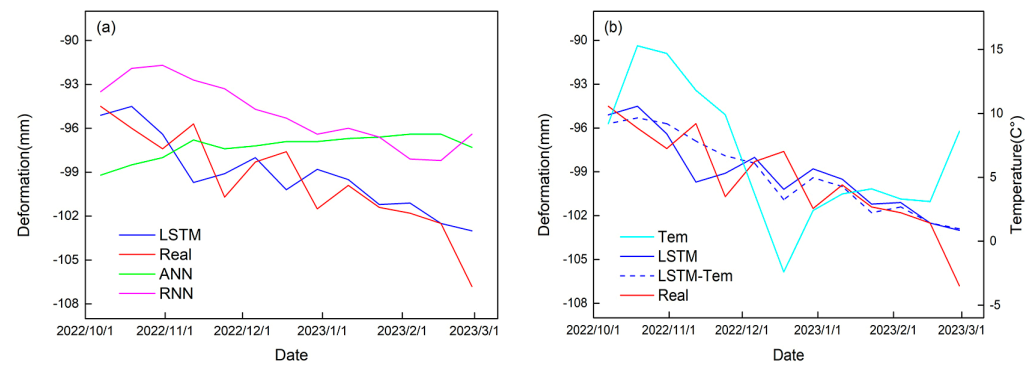 (a)
-90
-93
-96
-99
-102
-105
-108
Deformation(mm)
LSTM
Real
ANN
RNN
2022/10/1
2022/11/1
2022/12/1
2023/1/1
2023/2/1
2023/3/1
Date
(b)
-90
-93
-96
-99
-102
-105
-108
Deformation(mm)
Tem
LSTM
LSTM-Tem
Real
15
10
5
0
-5
Temperature(C°)
2022/10/1
2022/11/1
2022/12/1
2023/1/1
2023/2/1
2023/3/1
Date